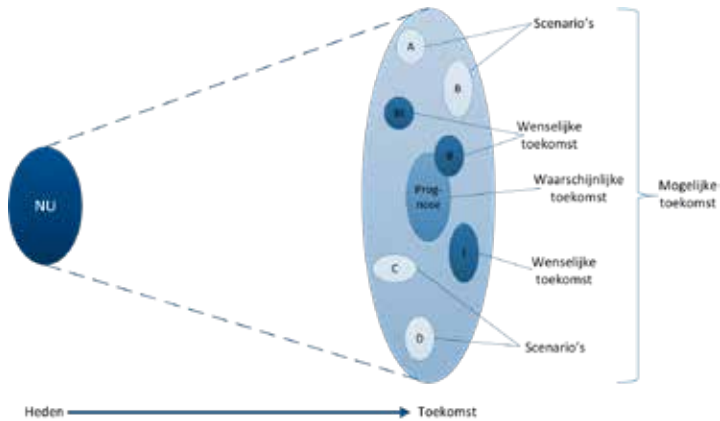 Scenario's
A
B
Wenselijke
toekomst
NU
Prog-
nose
Waarschijnlijke
toekomst
Mogelijke
toekomst
Wenselijke
toekomst
C
D
Scenario's
Heden
Toekomst